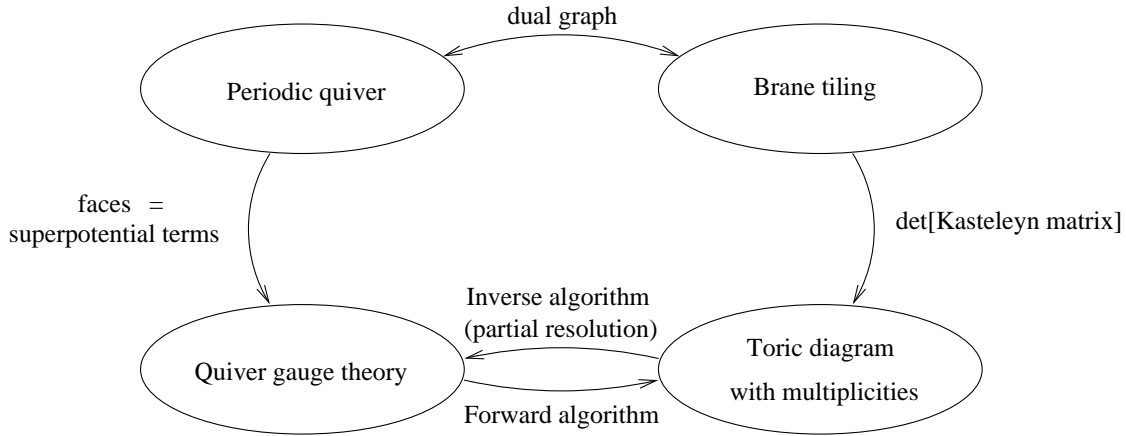 dual graph
Periodic quiver
Brane tiling
faces =
superpotential terms
det[Kasteleyn matrix]
Inverse algorithm
(partial resolution)
Quiver gauge theory
Toric diagram
with multiplicities
Forward algorithm